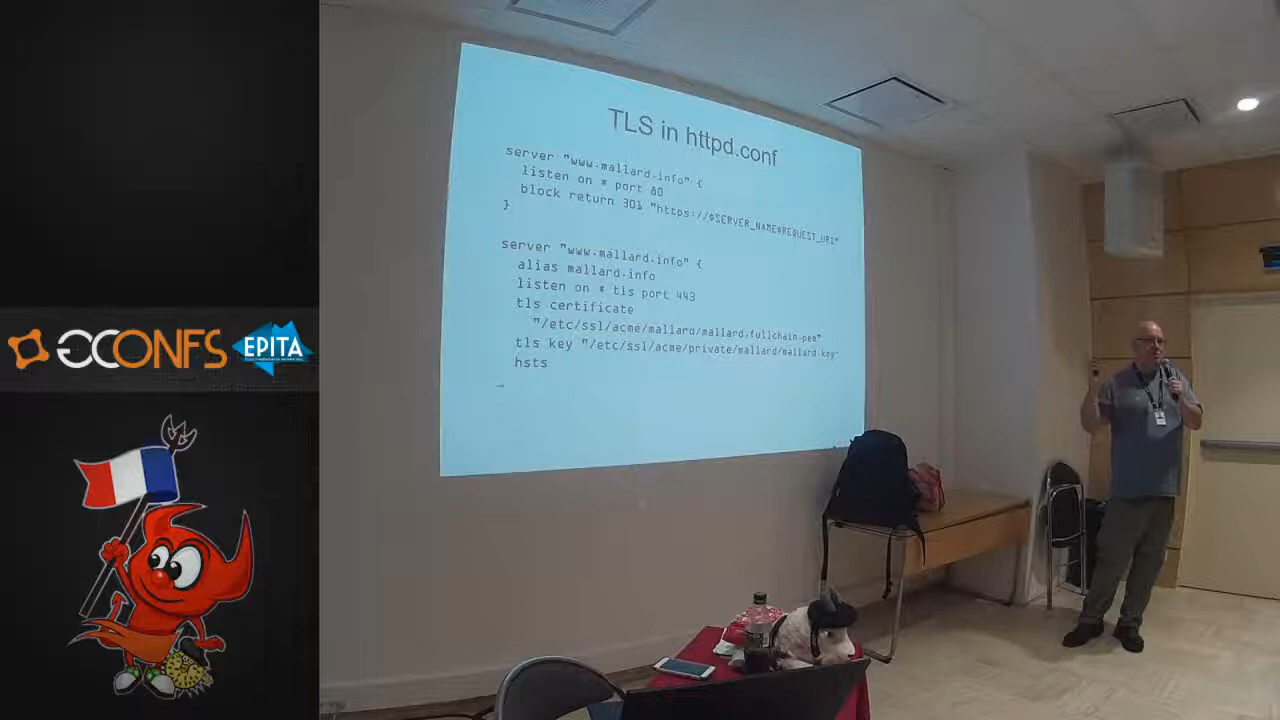 TLS in httpd.conf
server "www.mallard.info" {
listen on * port 80
block return 301 "https://$SERVER_NAME$REQUEST_URI"
}
server "www.mallard.info" {
alias mallard.info
listen on * tls port 443
tls certificate
"/etc/ssl/acme/mallard/mallard.fullchain.pem"
tls key "/etc/ssl/acme/private/mallard/mallard.key"
hsts
…
GCONFS
EPITA